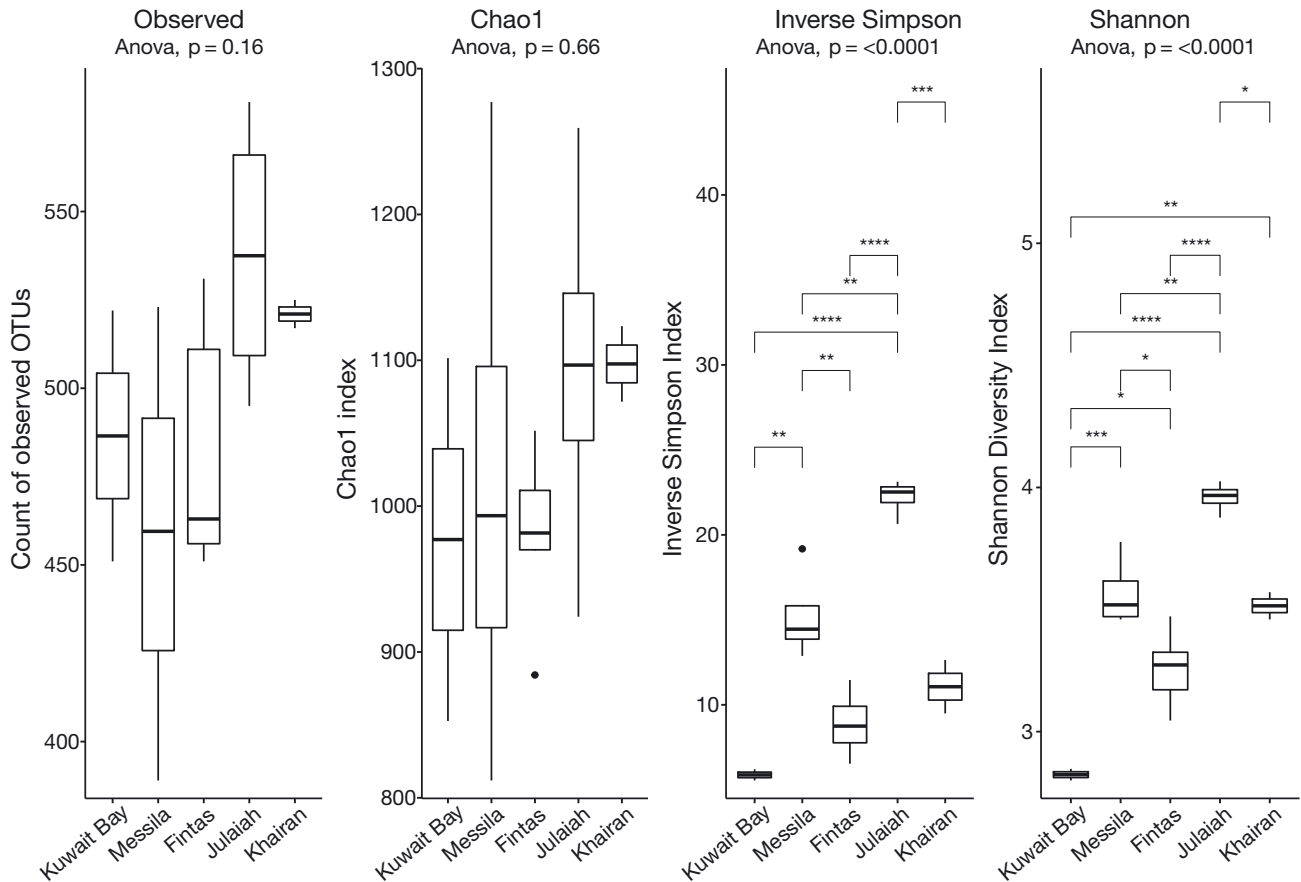 Observed
Anova, p = 0.16
Count of observed OTUs
550
500
450
400
Kuwait Bay
Messila
Fintas
Julaiah
Khairan
Chao1
Anova, p = 0.66
Chao1 index
1300
1200
1100
1000
900
800
Kuwait Bay
Messila
Fintas
Julaiah
Khairan
Inverse Simpson
Anova, p = <0.0001
Inverse Simpson Index
40
30
20
10
***
****
**
****
**
**
Kuwait Bay
Messila
Fintas
Julaiah
Khairan
Shannon
Anova, p = <0.0001
Shannon Diversity Index
5
4
3
*
**
****
**
****
*
*
***
Kuwait Bay
Messila
Fintas
Julaiah
Khairan